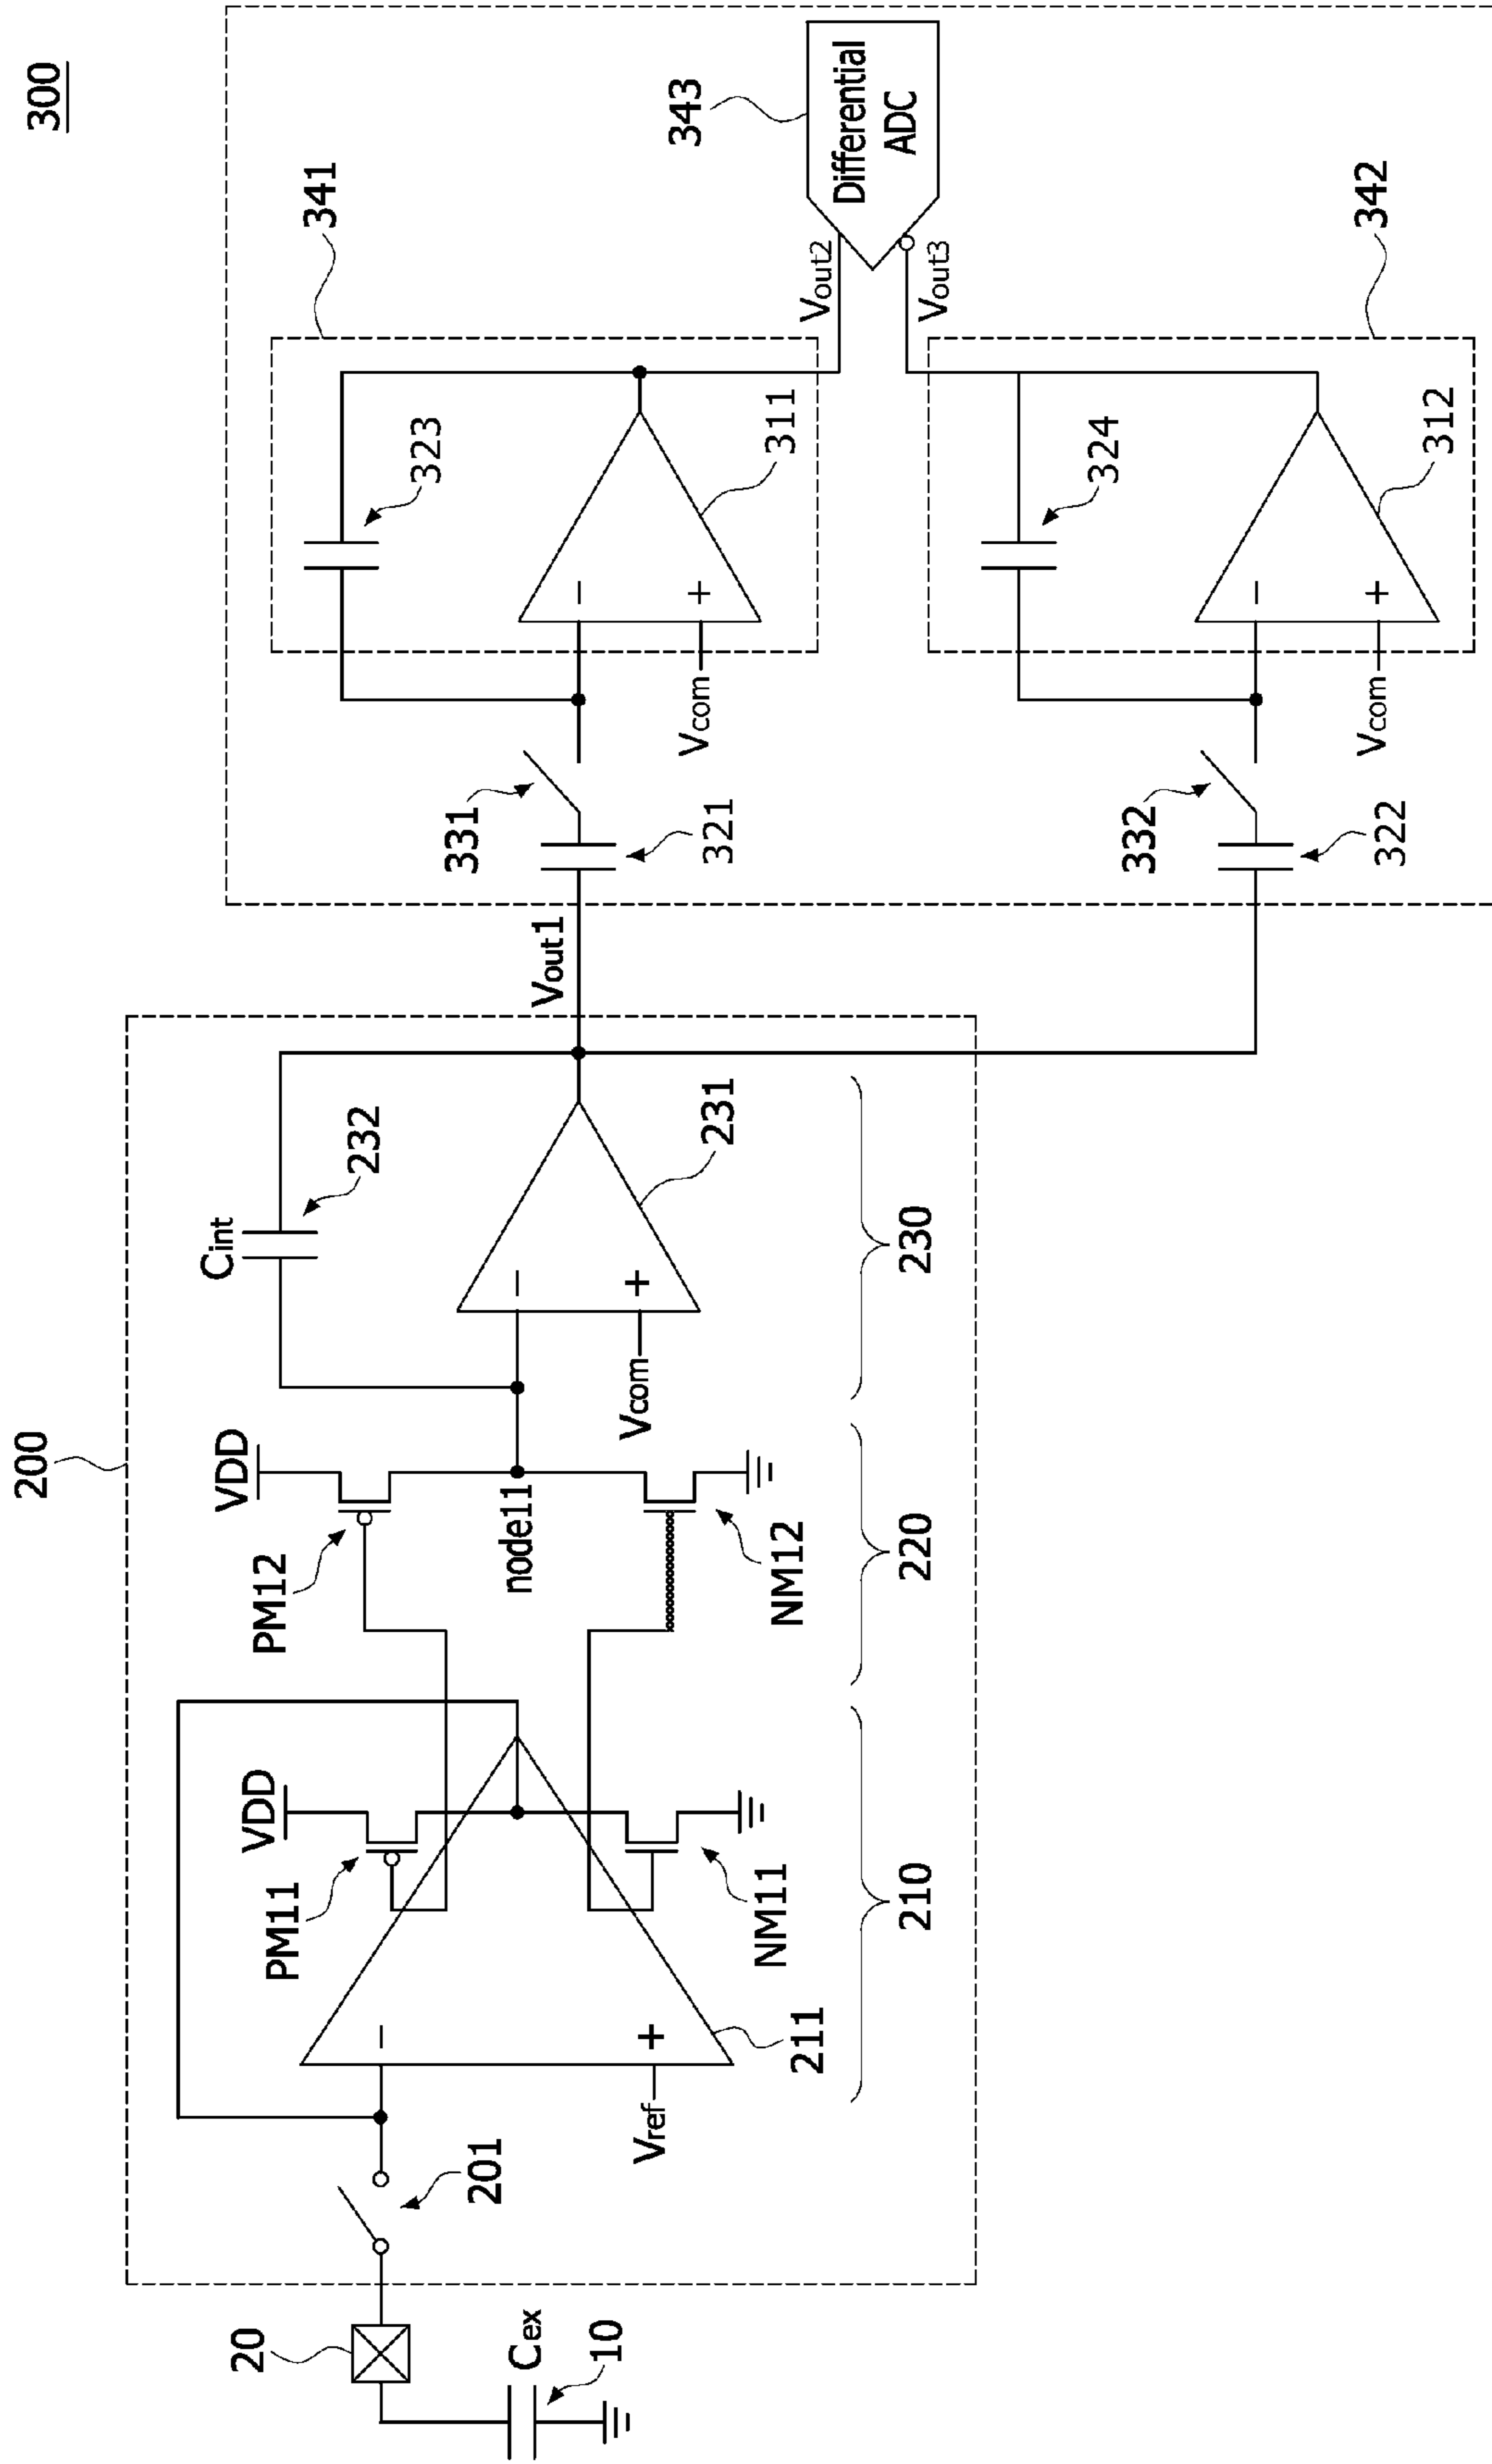 300
200
341
343
Differential
ADC
323
311
Vcom
Vout2
Vout3
331
321
342
324
312
Vcom
332
322
Vout1
Cint
232
231
Vcom
230
VDD
PM12
node11
NM12
220
VDD
PM11
NM11
210
211
Vref
201
20
Cex
10
−
+
−
+
−
+
−
+